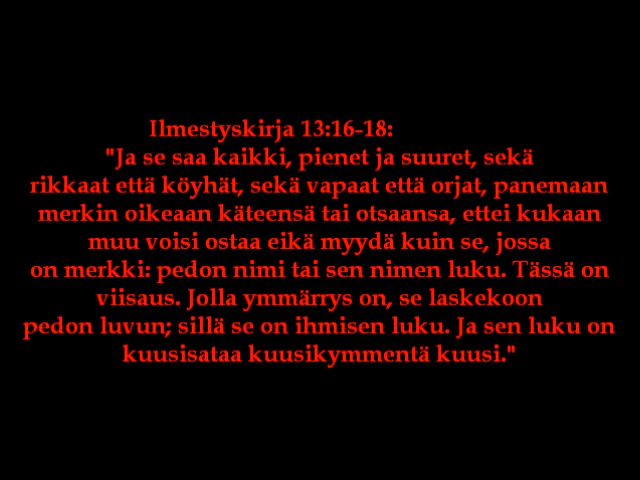 Ilmestyskirja 13:16-18:
"Ja se saa kaikki, pienet ja suuret, sekä
rikkaat että köyhät, sekä vapaat että orjat, panemaan
merkin oikeaan käteensä tai otsaansa, ettei kukaan
muu voisi ostaa eikä myydä kuin se, jossa
on merkki: pedon nimi tai sen nimen luku. Tässä on
viisaus. Jolla ymmärrys on, se laskekoon
pedon luvun; sillä se on ihmisen luku. Ja sen luku on
kuusisataa kuusikymmentä kuusi."